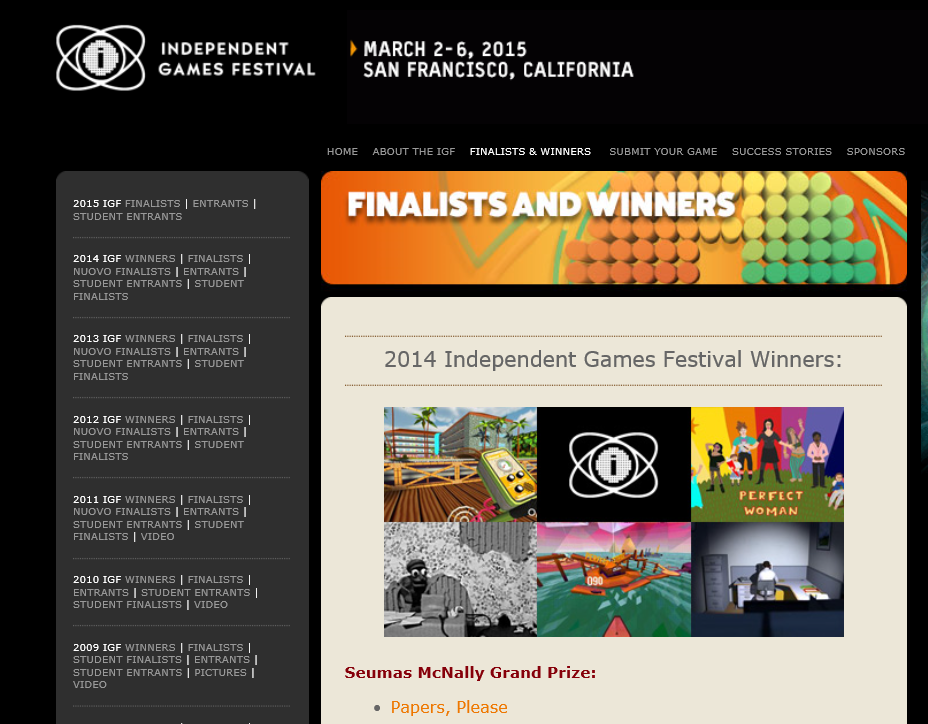 INDEPENDENT
GAMES FESTIVAL
MARCH 2-6, 2015
SAN FRANCISCO, CALIFORNIA
HOME ABOUT THE IGF FINALISTS & WINNERS SUBMIT YOUR GAME SUCCESS STORIES SPONSORS
2015 IGF FINALISTS | ENTRANTS |
STUDENT ENTRANTS
2014 IGF WINNERS | FINALISTS |
NUOVO FINALISTS | ENTRANTS |
STUDENT ENTRANTS | STUDENT
FINALISTS
2013 IGF WINNERS | FINALISTS |
NUOVO FINALISTS | ENTRANTS |
STUDENT ENTRANTS | STUDENT
FINALISTS
2012 IGF WINNERS | FINALISTS |
NUOVO FINALISTS | ENTRANTS |
STUDENT ENTRANTS | STUDENT
FINALISTS
2011 IGF WINNERS | FINALISTS |
NUOVO FINALISTS | ENTRANTS |
STUDENT ENTRANTS | STUDENT
FINALISTS | VIDEO
2010 IGF WINNERS | FINALISTS |
ENTRANTS | STUDENT ENTRANTS |
STUDENT FINALISTS | VIDEO
2009 IGF WINNERS | FINALISTS |
STUDENT FINALISTS | ENTRANTS |
STUDENT ENTRANTS | PICTURES |
VIDEO
FINALISTS AND WINNERS
2014 Independent Games Festival Winners:
PERFECT
WOMAN
090
Seumas McNally Grand Prize:
• Papers, Please